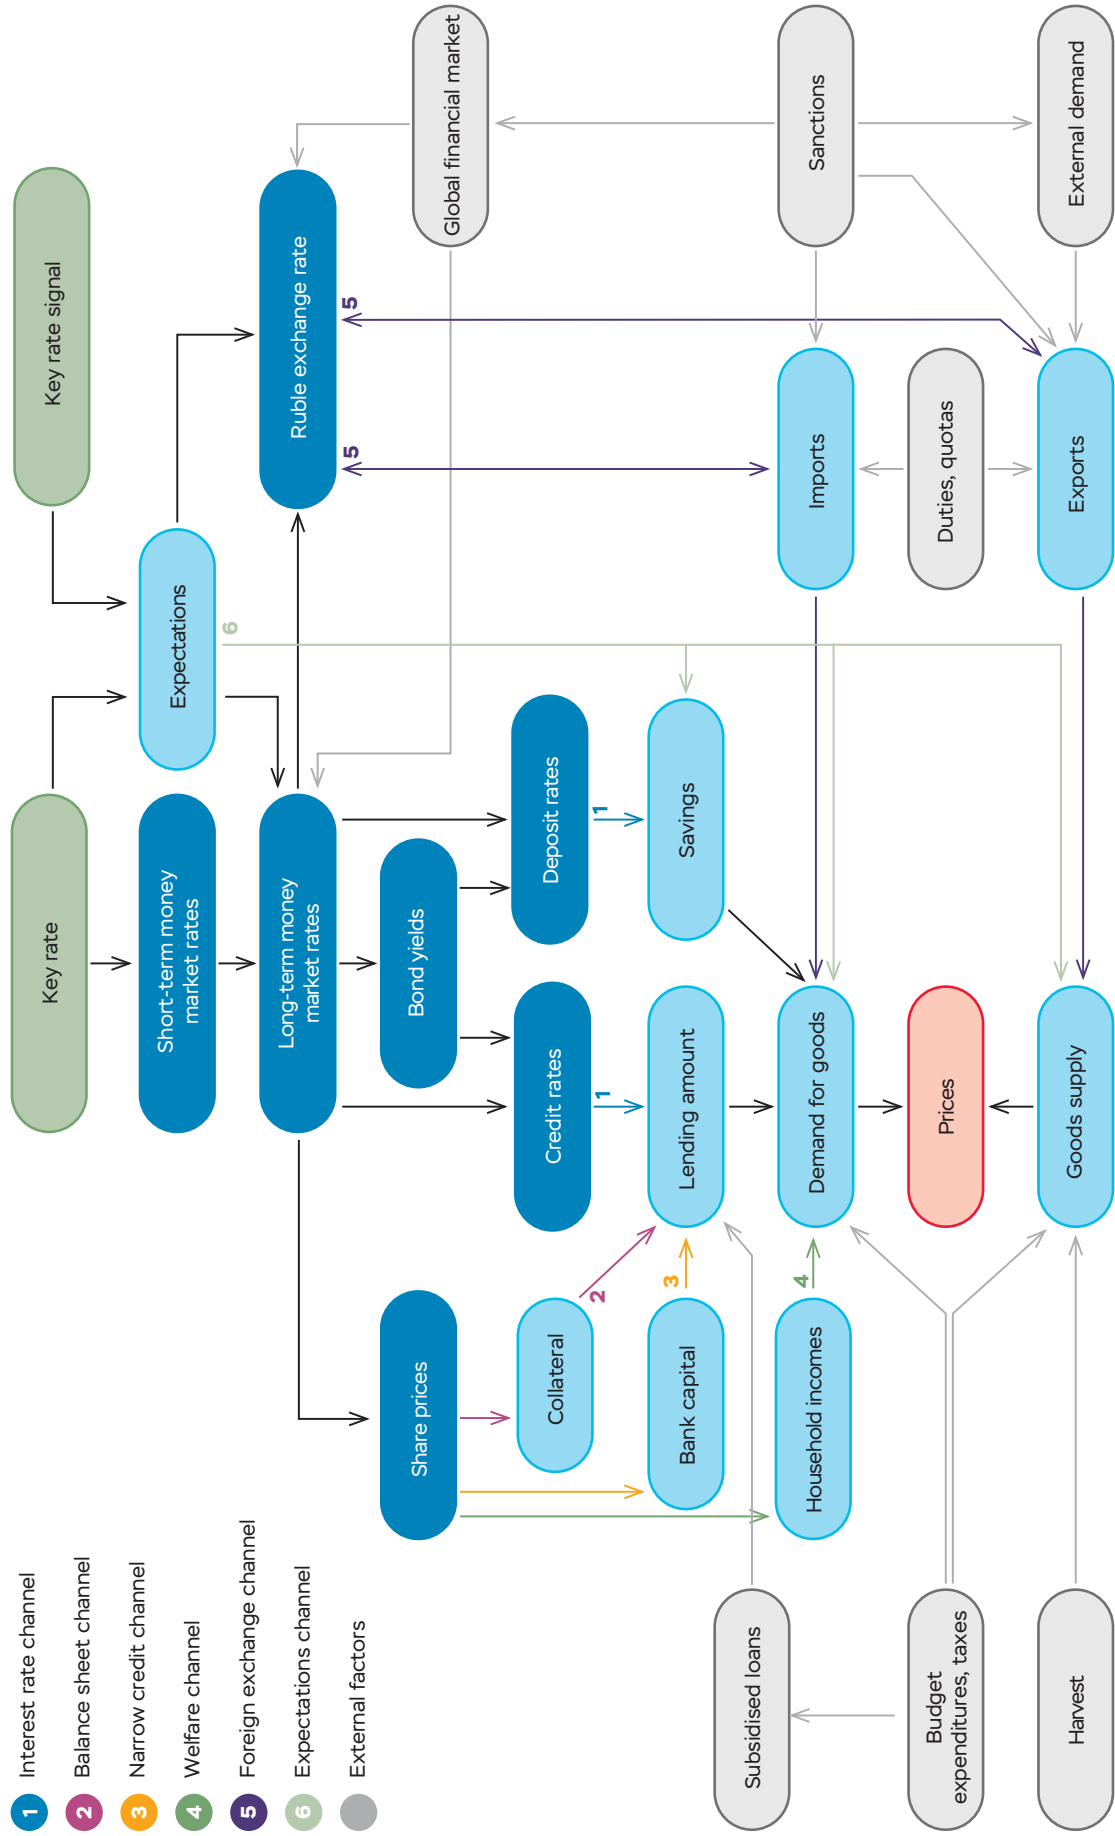 1 Interest rate channel
2 Balance sheet channel
3 Narrow credit channel
4 Welfare channel
5 Foreign exchange channel
6 Expectations channel
External factors
Key rate
Key rate signal
Short-term money
market rates
Expectations
Long-term money
market rates
Ruble exchange rate
Share prices
Bond yields
Global financial market
Collateral
Credit rates
Deposit rates
Bank capital
Lending amount
Savings
Subsidised loans
Household incomes
Demand for goods
Imports
Sanctions
Budget
expenditures, taxes
Prices
Duties, quotas
Harvest
Goods supply
Exports
External demand
2
3
4
1
1
6
5
5